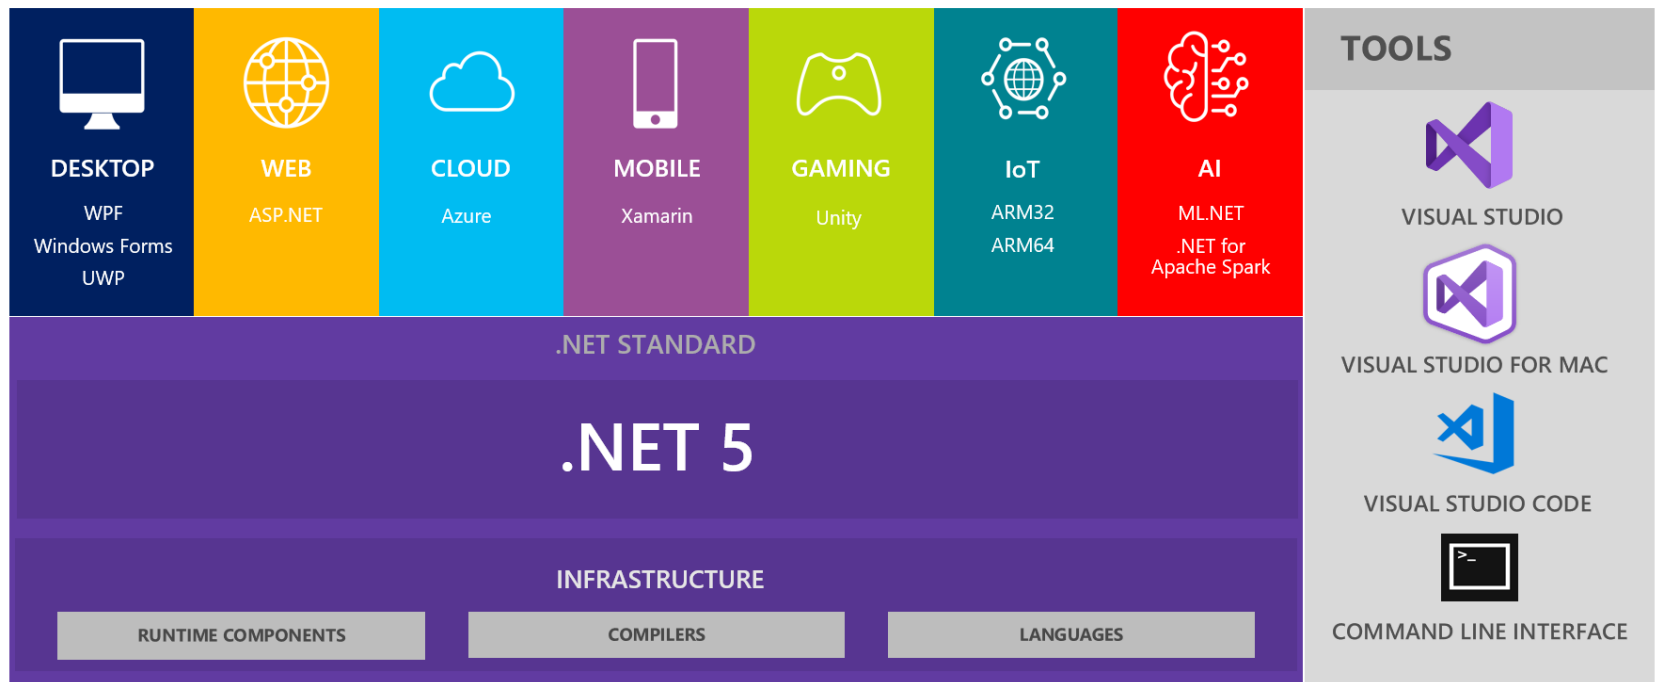 DESKTOP
WPF
Windows Forms
UWP
WEB
ASP.NET
CLOUD
Azure
MOBILE
Xamarin
GAMING
Unity
IoT
ARM32
ARM64
AI
ML.NET
.NET for
Apache Spark
.NET STANDARD
.NET 5
INFRASTRUCTURE
RUNTIME COMPONENTS
COMPILERS
LANGUAGES
TOOLS
VISUAL STUDIO
VISUAL STUDIO FOR MAC
VISUAL STUDIO CODE
>_
COMMAND LINE INTERFACE